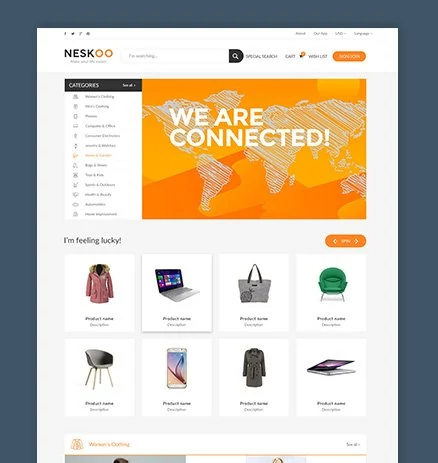 About
Our App
USD
Language
NESKOO
Make your life easier
I'm searching...
SPECIAL SEARCH
CART
WISH LIST
SIGN/JOIN
CATEGORIES
See all >
Women's Clothing
Men's Clothing
Phones
Computer & Office
Consumer Electronics
Jewelry & Watches
Home & Garden
Bags & Shoes
Toys & Kids
Sports & Outdoors
Health & Beauty
Automobiles
Home Improvement
WE ARE
CONNECTED!
I'm feeling lucky!
SPIN
Product name
Description
Product name
Description
Product name
Description
Product name
Description
Product name
Description
Product name
Description
Product name
Description
Product name
Description
Women's Clothing
See all >